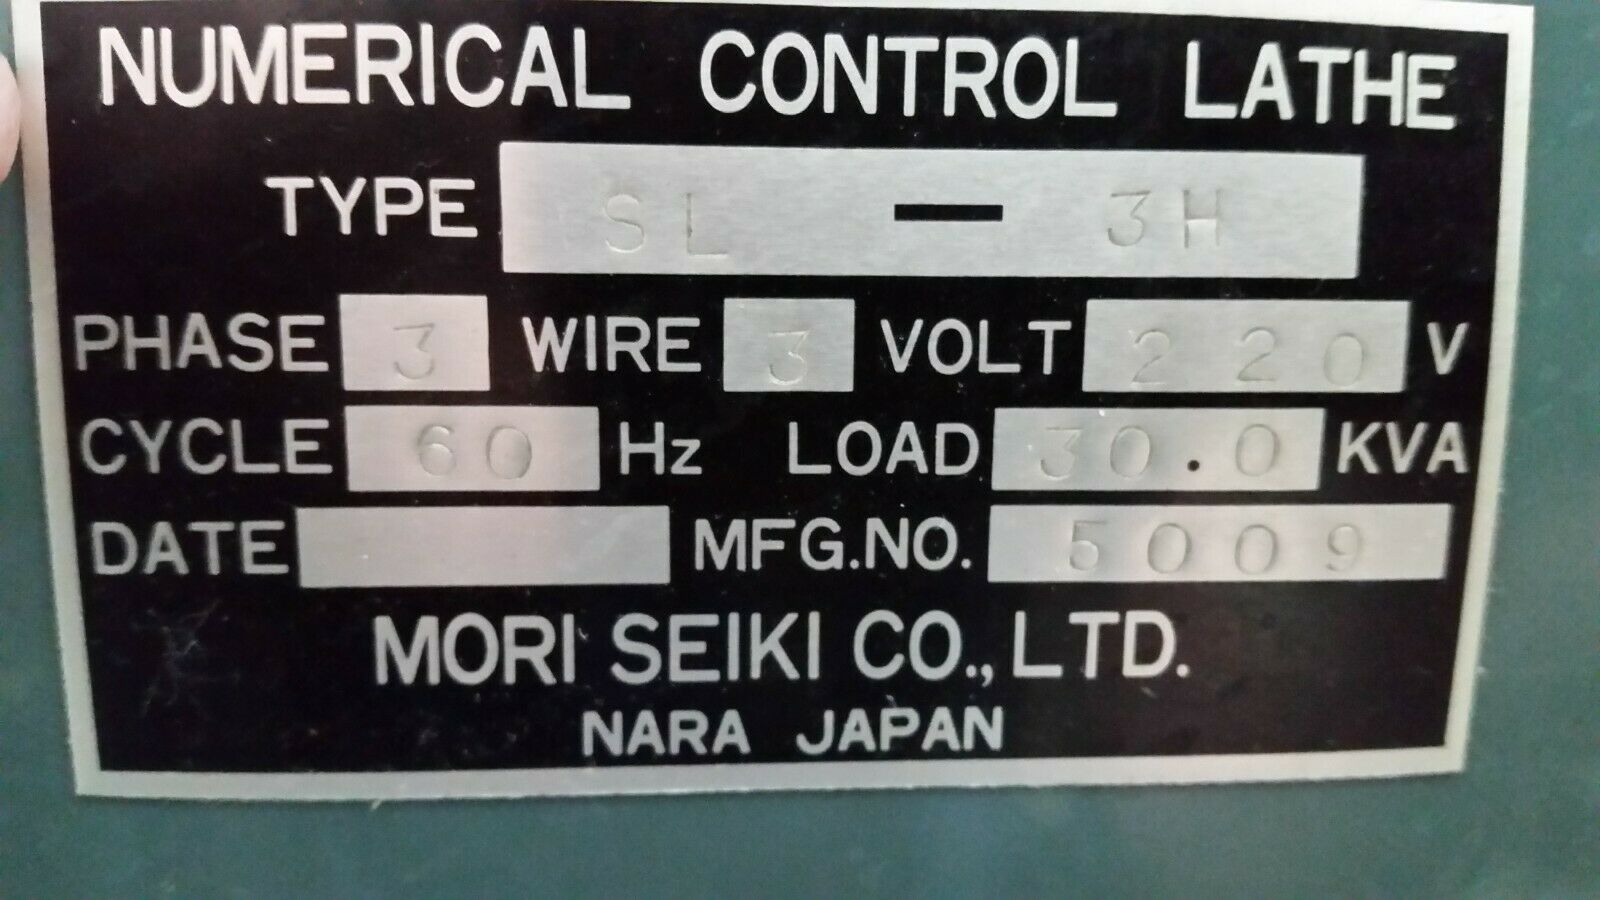 NUMERICAL CONTROL LATHE
TYPE SL - 3H
PHASE 3 WIRE 3 VOLT 220 V
CYCLE 60 Hz LOAD 30.0 KVA
DATE MFG.NO. 5009
MORI SEIKI CO., LTD.
NARA JAPAN